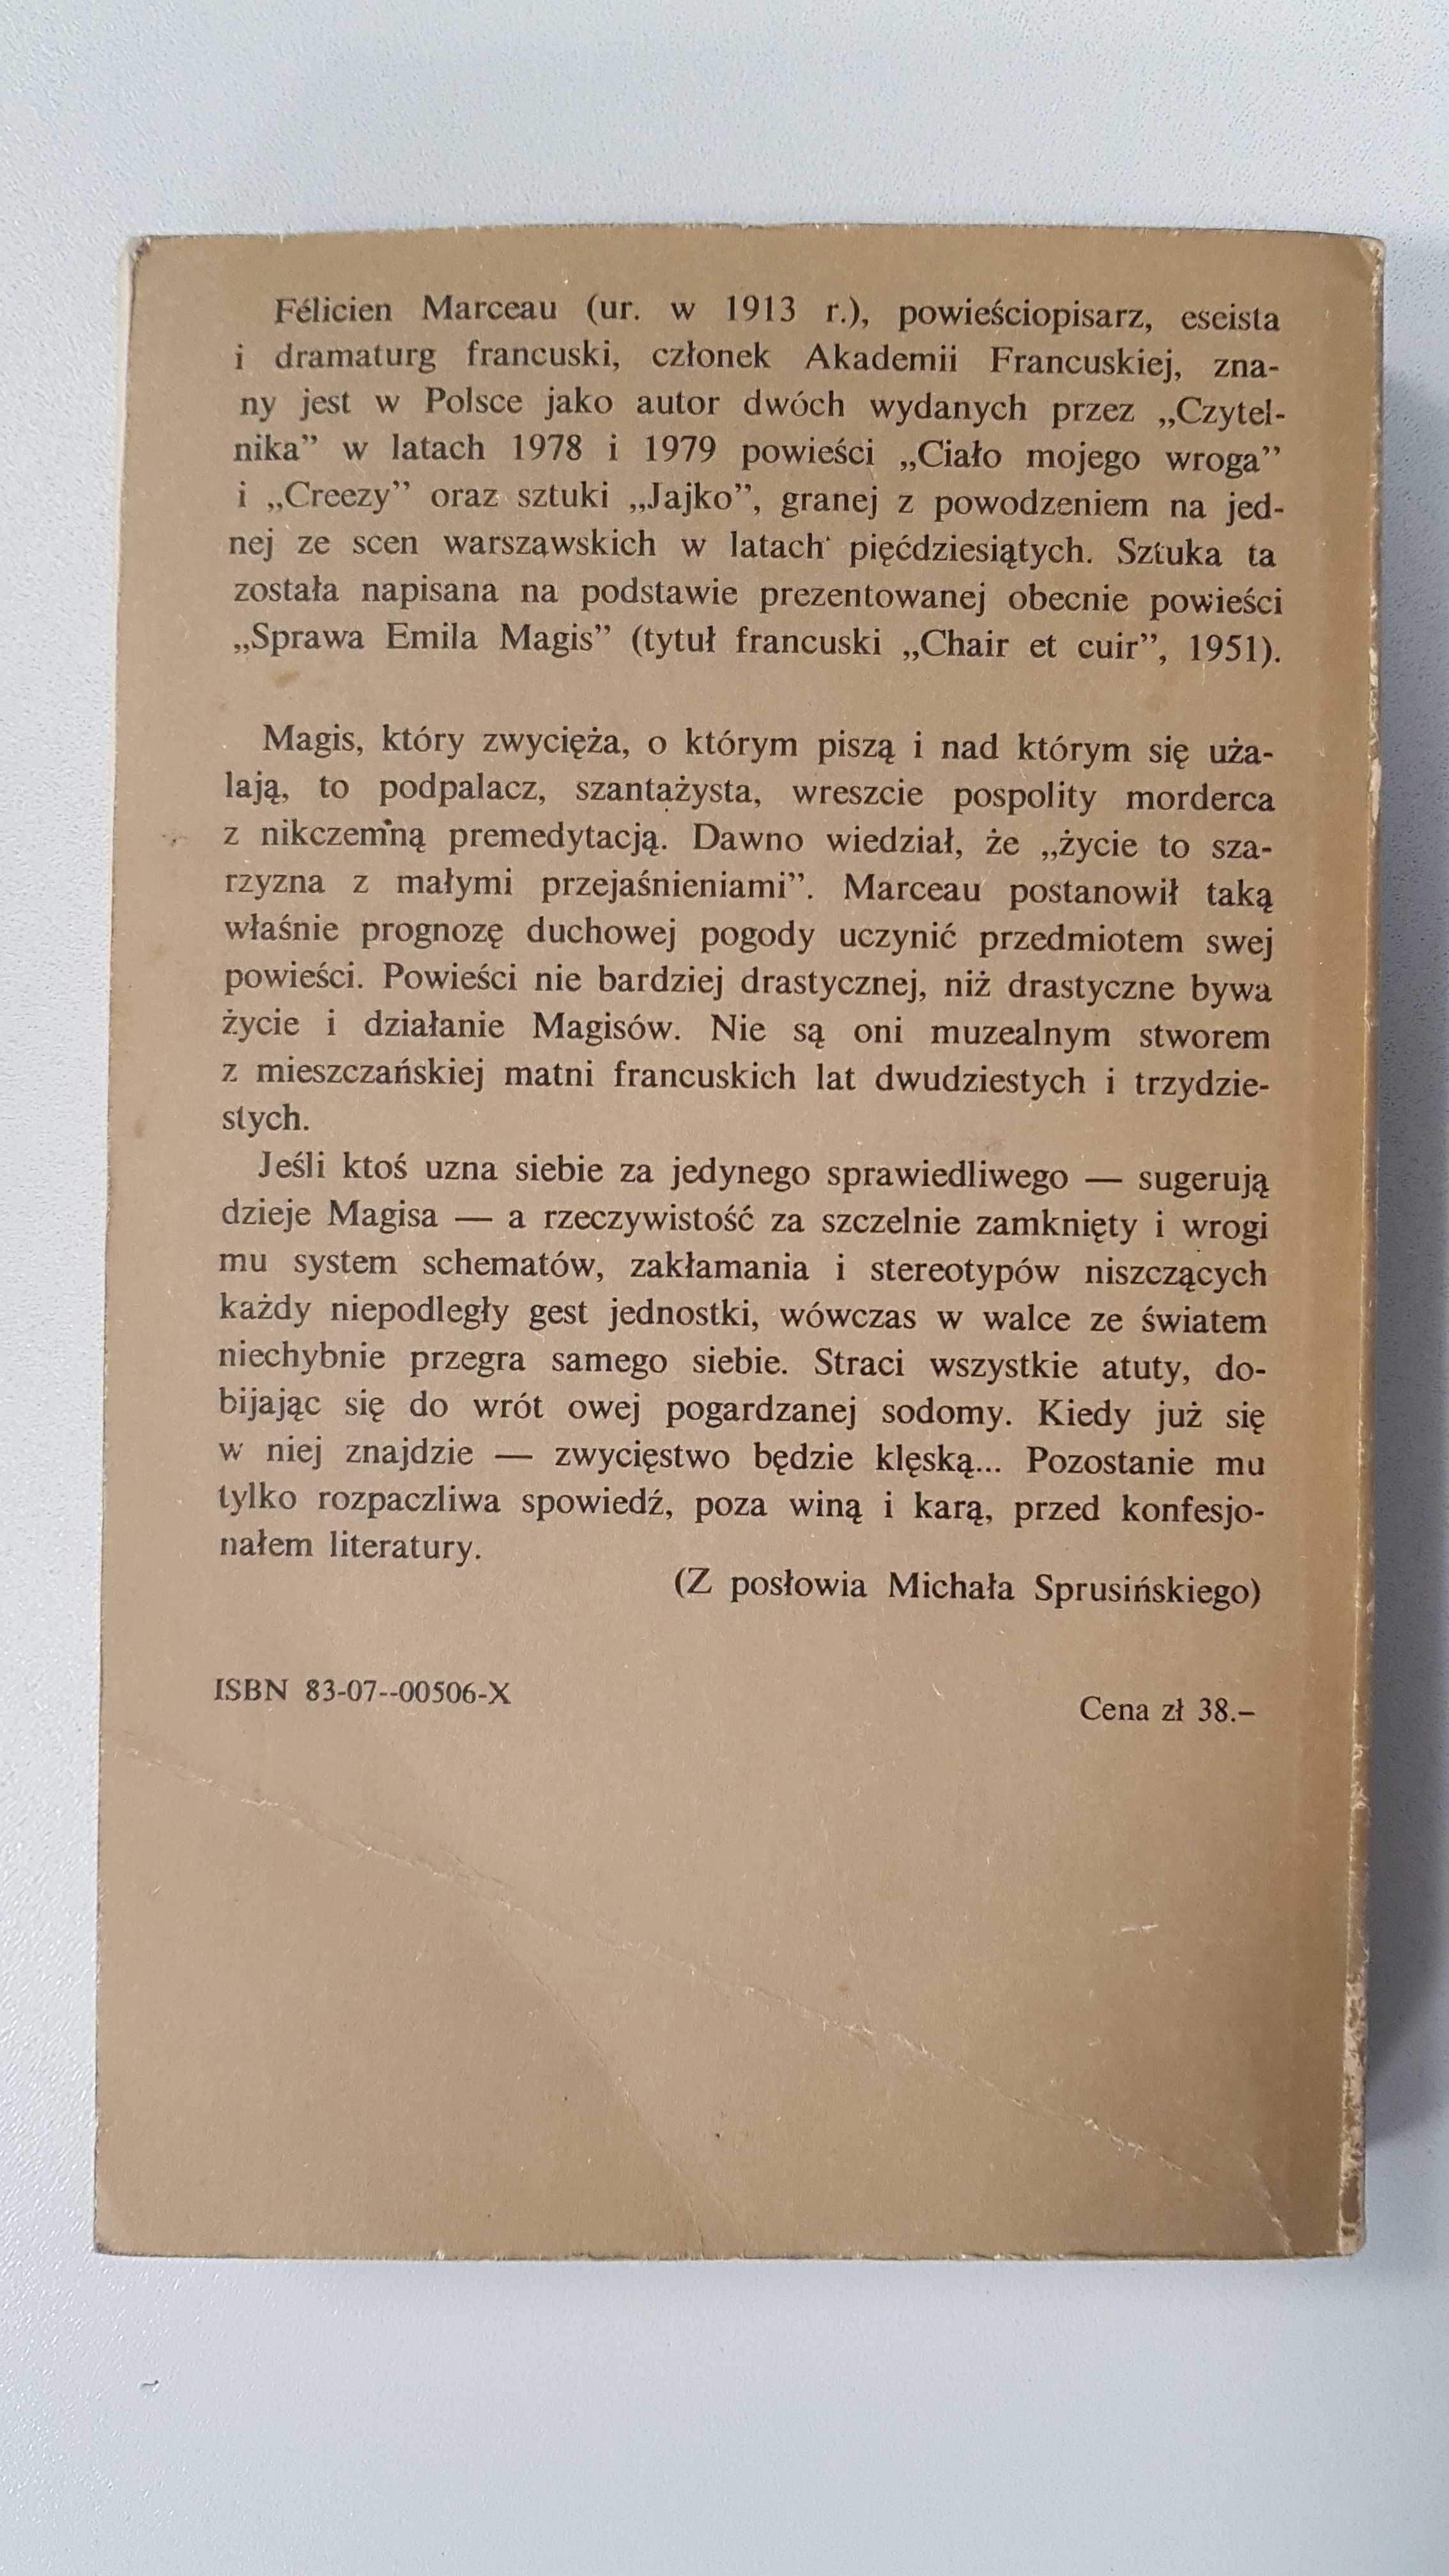 Félicien Marceau (ur. w 1913 r.), powieściopisarz, eseista
i dramaturg francuski, członek Akademii Francuskiej, zna-
ny jest w Polsce jako autor dwóch wydanych przez „Czytel-
nika” w latach 1978 i 1979 powieści „Ciało mojego wroga”
i „Creezy” oraz sztuki „Jajko”, granej z powodzeniem na jed-
nej ze scen warszawskich w latach pięćdziesiątych. Sztuka ta
została napisana na podstawie prezentowanej obecnie powieści
„Sprawa Emila Magis” (tytuł francuski „Chair et cuir”, 1951).
Magis, który zwycięża, o którym piszą i nad którym się uża-
lają, to podpalacz, szantażysta, wreszcie pospolity morderca
z nikczemną premedytacją. Dawno wiedział, że „życie to sza-
rzyzna z małymi przejaśnieniami”. Marceau postanowił taką
właśnie prognozę duchowej pogody uczynić przedmiotem swej
powieści. Powieści nie bardziej drastycznej, niż drastyczne bywa
życie i działanie Magisów. Nie są oni muzealnym stworem
z mieszczańskiej matni francuskich lat dwudziestych i trzydzie-
stych.
Jeśli ktoś uzna siebie za jedynego sprawiedliwego — sugerują
dzieje Magisa — a rzeczywistość za szczelnie zamknięty i wrogi
mu system schematów, zakłamania i stereotypów niszczących
każdy niepodległy gest jednostki, wówczas w walce ze światem
niechybnie przegra samego siebie. Straci wszystkie atuty, do-
bijając się do wrót owej pogardzanej sodomy. Kiedy już się
w niej znajdzie — zwycięstwo będzie klęską... Pozostanie mu
tylko rozpaczliwa spowiedź, poza winą i karą, przed konfesjo-
nałem literatury.
(Z posłowia Michała Sprusińskiego)
ISBN 83-07--00506-X
Cena zł 38.–